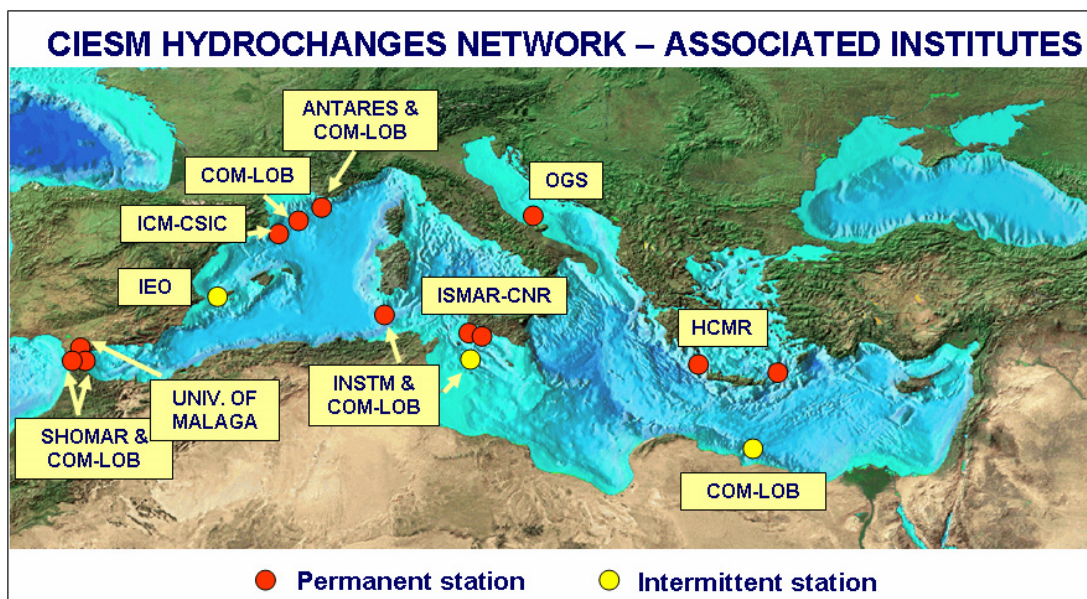 CIESM HYDROCHANGES NETWORK – ASSOCIATED INSTITUTES
ANTARES &
COM-LOB
COM-LOB
OGS
ICM-CSIC
IEO
ISMAR-CNR
HCMR
UNIV. OF
MALAGA
INSTM &
COM-LOB
SHOMAR &
COM-LOB
COM-LOB
Permanent station
Intermittent station